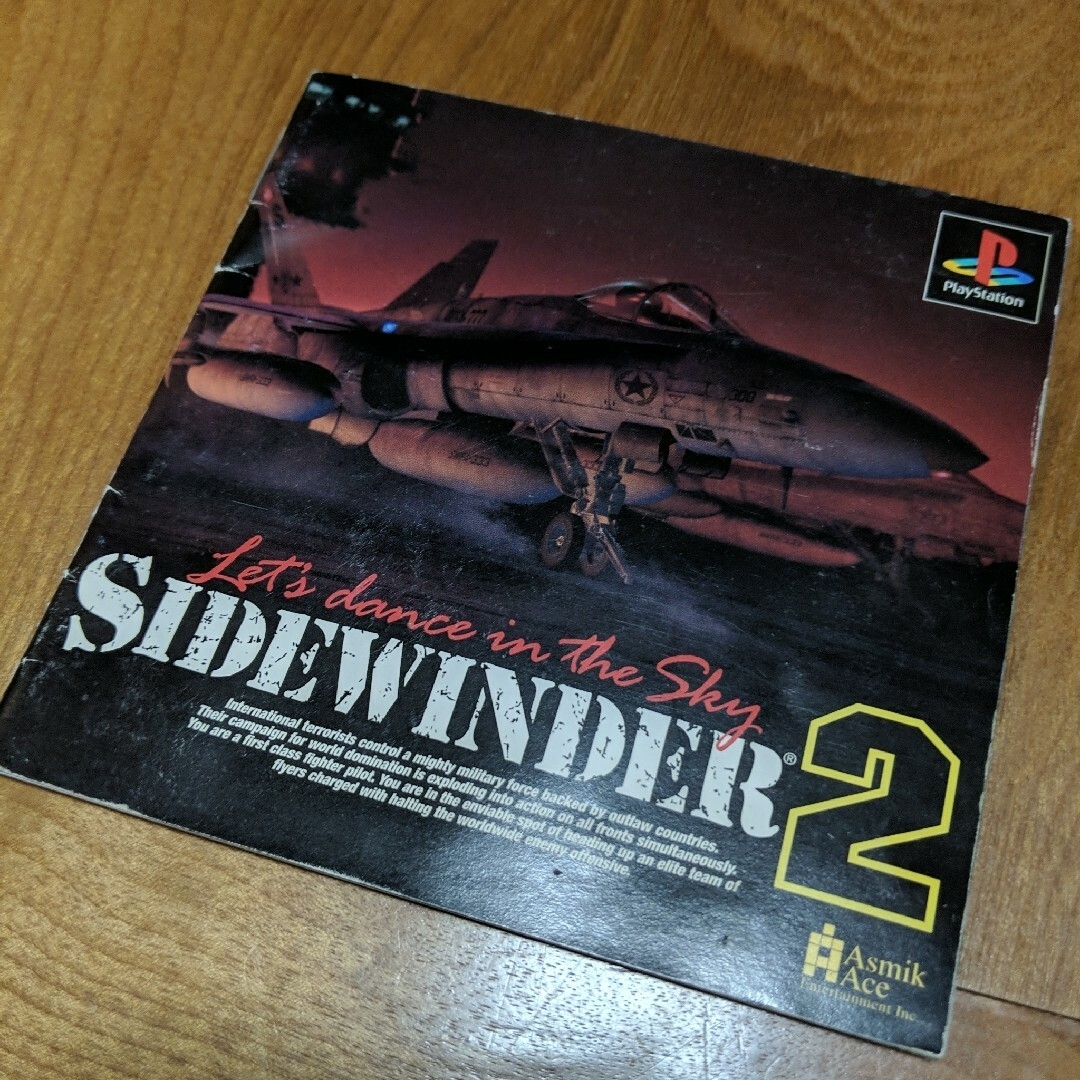 PlayStation
300
Let's dance in the Sky
SIDEWINDER® 2
International terrorists control a mighty military force backed by outlaw countries.
Their campaign for world domination is exploding into action on all fronts simultaneously.
You are a first class fighter pilot. You are in the enviable spot of heading up an elite team of
flyers charged with halting the worldwide enemy offensive.
Asmik
Ace
Entertainment Inc.